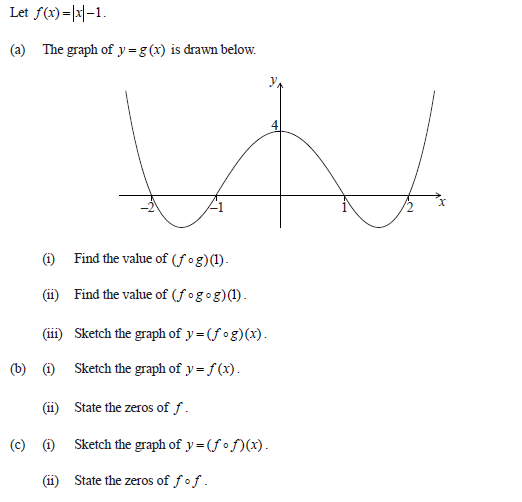 Let f(x)=|x|−1.
(a) The graph of y=g(x) is drawn below.
y
4
−2 −1 1 2 x
(i) Find the value of (f∘g)(1).
(ii) Find the value of (f∘g∘g)(1).
(iii) Sketch the graph of y=(f∘g)(x).
(b) (i) Sketch the graph of y=f(x).
(ii) State the zeros of f.
(c) (i) Sketch the graph of y=(f∘f)(x).
(ii) State the zeros of f∘f.